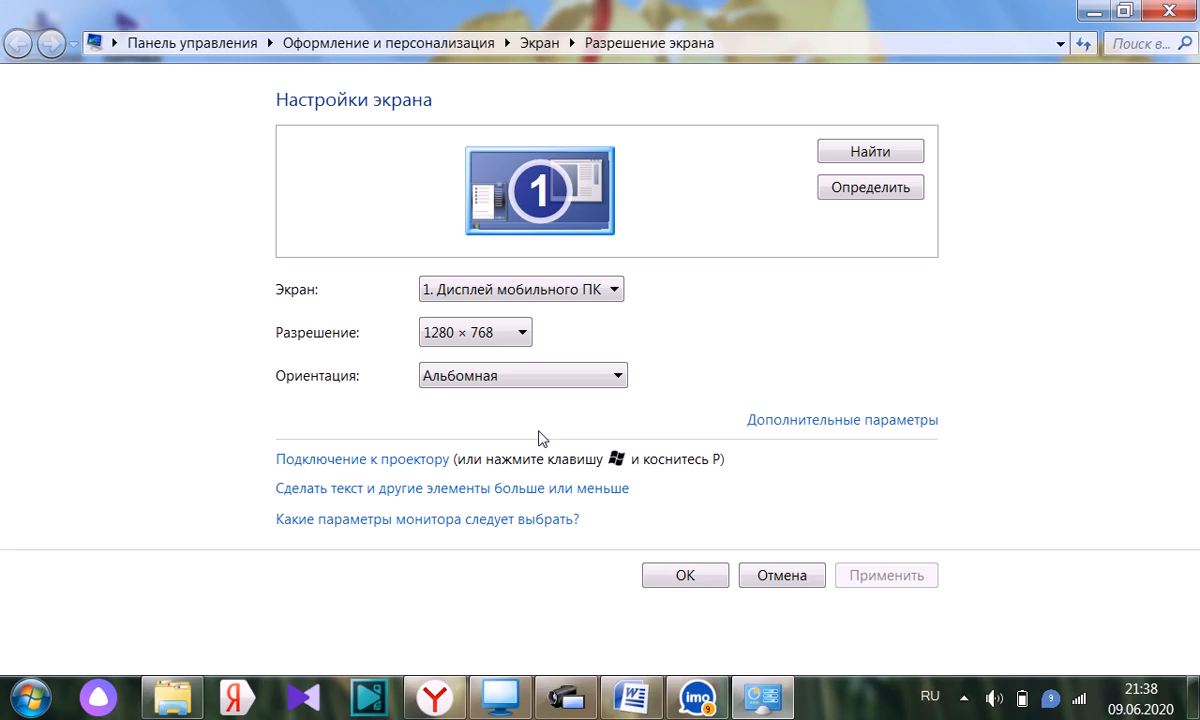 Панель управления Оформление и персонализация Экран Разрешение экрана Поиск в...
Настройки экрана
1
Найти
Определить
Экран: 1. Дисплей мобильного ПК
Разрешение: 1280 × 768
Ориентация: Альбомная
Дополнительные параметры
Подключение к проектору (или нажмите клавишу и коснитесь P)
Сделать текст и другие элементы больше или меньше
Какие параметры монитора следует выбрать?
ОК Отмена Применить
Я Y W imo 9 RU 9 21:38
09.06.2020